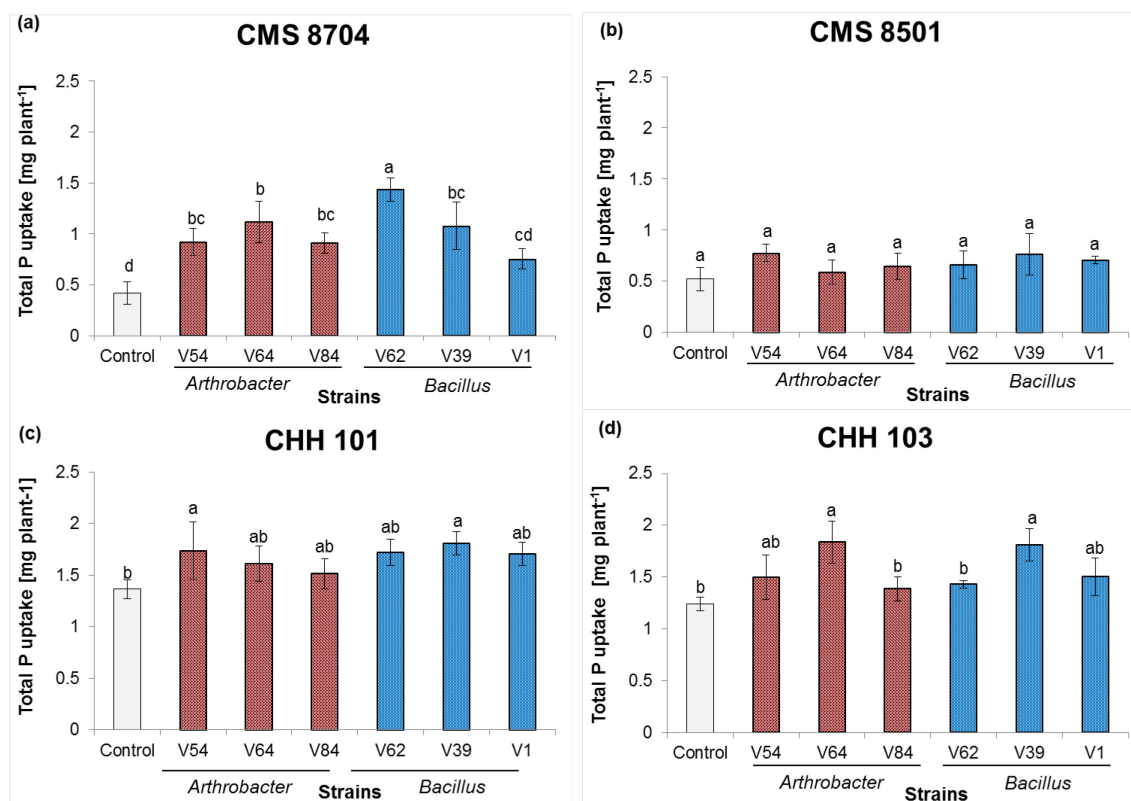 (a)
CMS 8704
Total P uptake [mg plant⁻¹]
2.5
2
1.5
1
0.5
0
d
bc
b
bc
a
bc
cd
Control V54 V64 V84 V62 V39 V1
Arthrobacter Bacillus
Strains
(b)
CMS 8501
Total P uptake [mg plant⁻¹]
2.5
2
1.5
1
0.5
0
a a a a a a a
Control V54 V64 V84 V62 V39 V1
Arthrobacter Bacillus
Strains
(c)
CHH 101
Total P uptake [mg plant-1]
2.5
2
1.5
1
0.5
0
b
a
ab
ab
ab
a
ab
Control V54 V64 V84 V62 V39 V1
Arthrobacter Bacillus
Strains
(d)
CHH 103
Total P uptake [mg plant⁻¹]
2.5
2
1.5
1
0.5
0
b
ab
a
b
b
a
ab
Control V54 V64 V84 V62 V39 V1
Arthrobacter Bacillus
Strains